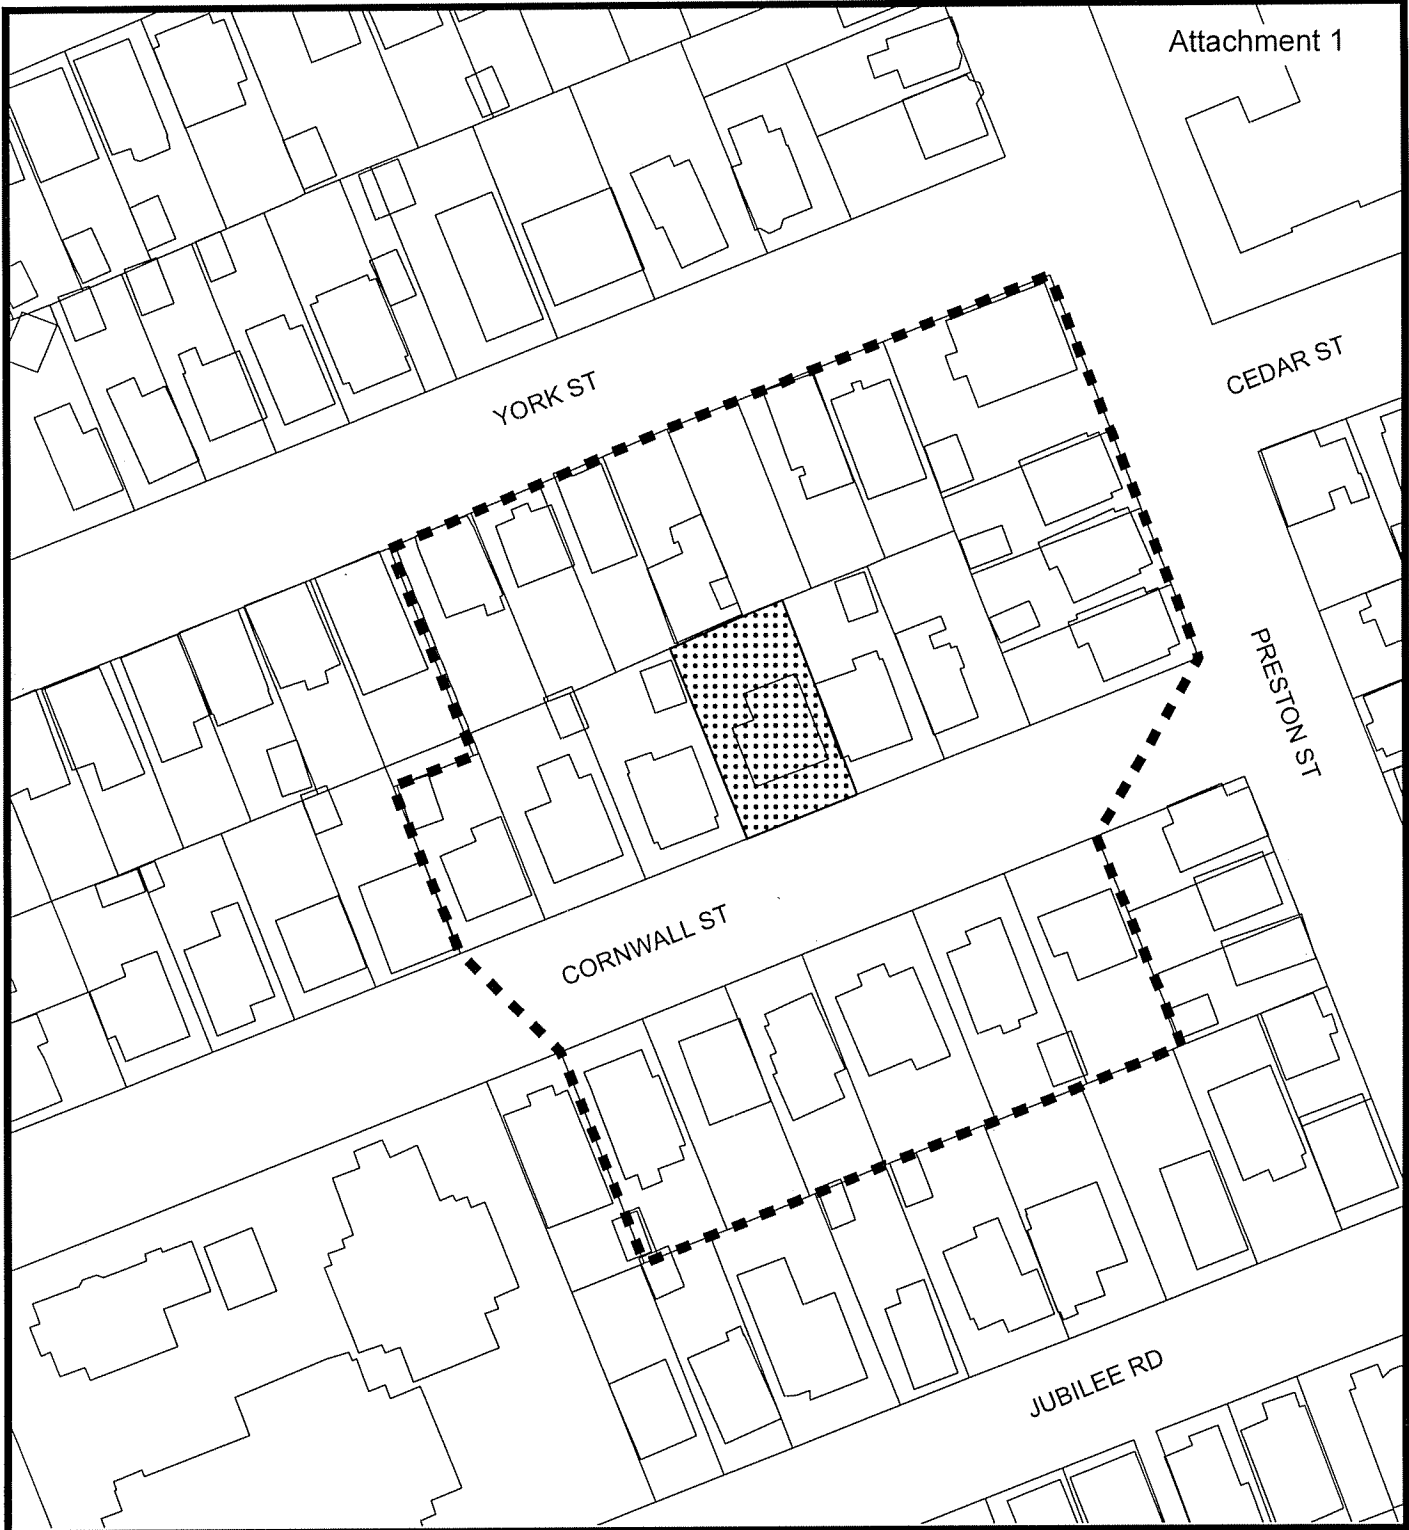 Attachment 1
YORK ST
CEDAR ST
PRESTON ST
CORNWALL ST
JUBILEE RD